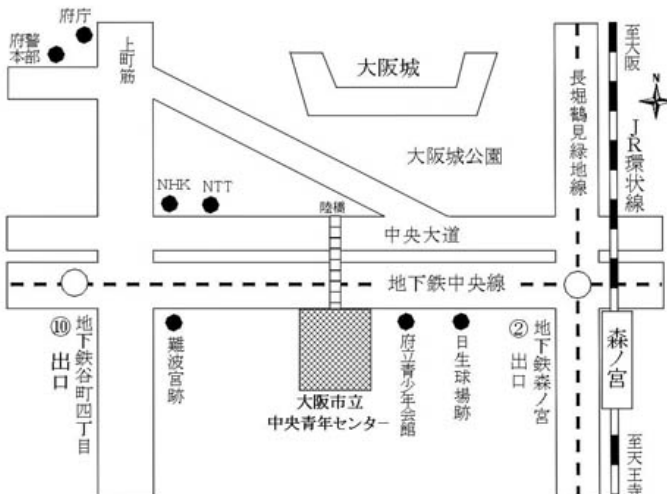 府庁
府警
本部
上町筋
大阪城
大阪城公園
長堀鶴見緑地線
至大阪
N
JR環状線
NHK
NTT
陸橋
中央大道
地下鉄中央線
⑩
出口
地下鉄谷町四丁目
難波宮跡
大阪市立
中央青年センター
府立青少年会館
日生球場跡
②
出口
地下鉄森ノ宮
森ノ宮
至天王寺